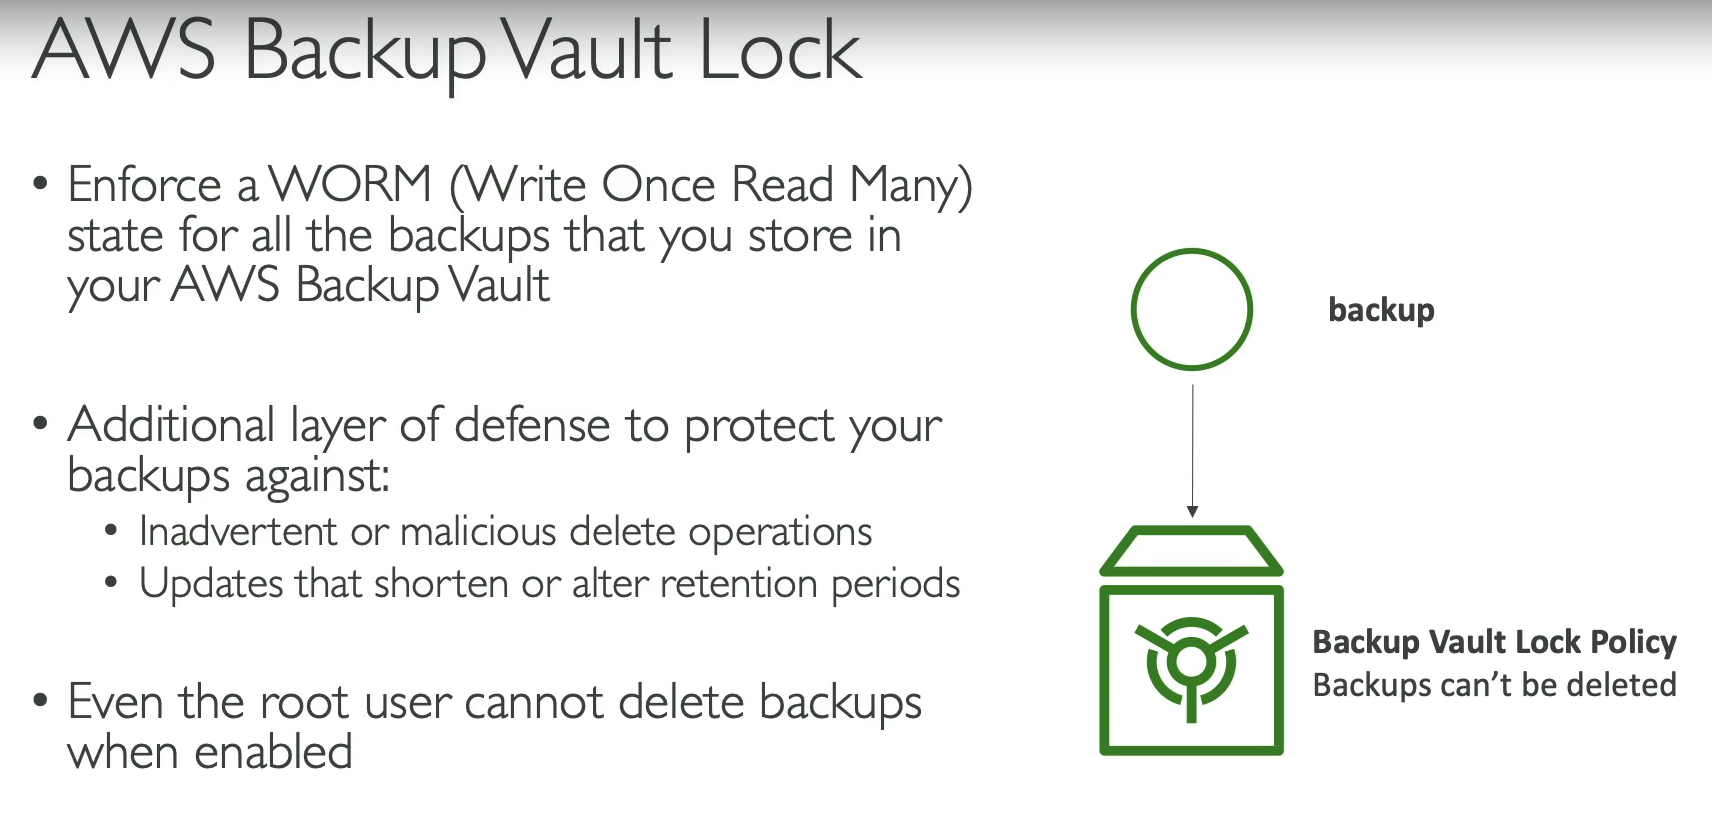 AWS Backup Vault Lock
• Enforce a WORM (Write Once Read Many)
state for all the backups that you store in
your AWS Backup Vault
• Additional layer of defense to protect your
backups against:
• Inadvertent or malicious delete operations
• Updates that shorten or alter retention periods
• Even the root user cannot delete backups
when enabled
backup
Backup Vault Lock Policy
Backups can’t be deleted